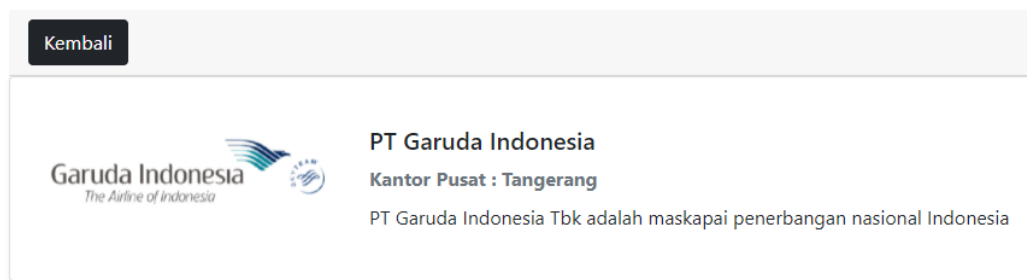 Kembali
PT Garuda Indonesia
Garuda Indonesia
The Airline of Indonesia
SKYTEAM
Kantor Pusat : Tangerang
PT Garuda Indonesia Tbk adalah maskapai penerbangan nasional Indonesia